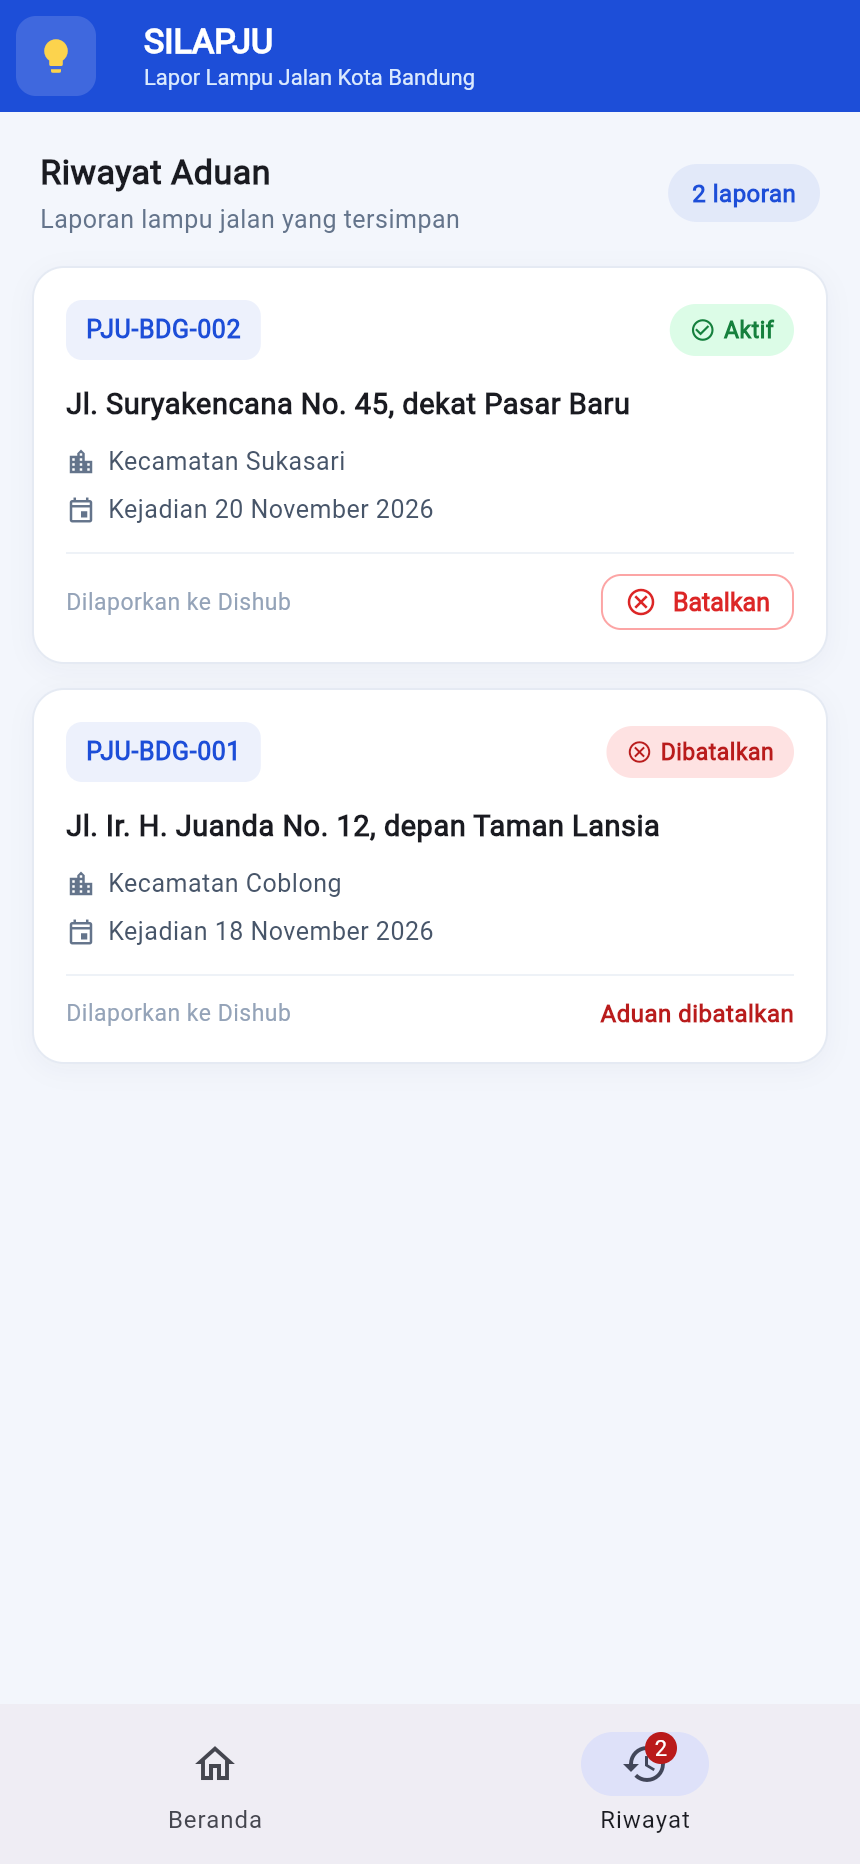 SILAPJU
Lapor Lampu Jalan Kota Bandung
Riwayat Aduan
Laporan lampu jalan yang tersimpan
2 laporan
PJU-BDG-002
Aktif
Jl. Suryakencana No. 45, dekat Pasar Baru
Kecamatan Sukasari
Kejadian 20 November 2026
Dilaporkan ke Dishub
Batalkan
PJU-BDG-001
Dibatalkan
Jl. Ir. H. Juanda No. 12, depan Taman Lansia
Kecamatan Coblong
Kejadian 18 November 2026
Dilaporkan ke Dishub
Aduan dibatalkan
Beranda
2
Riwayat